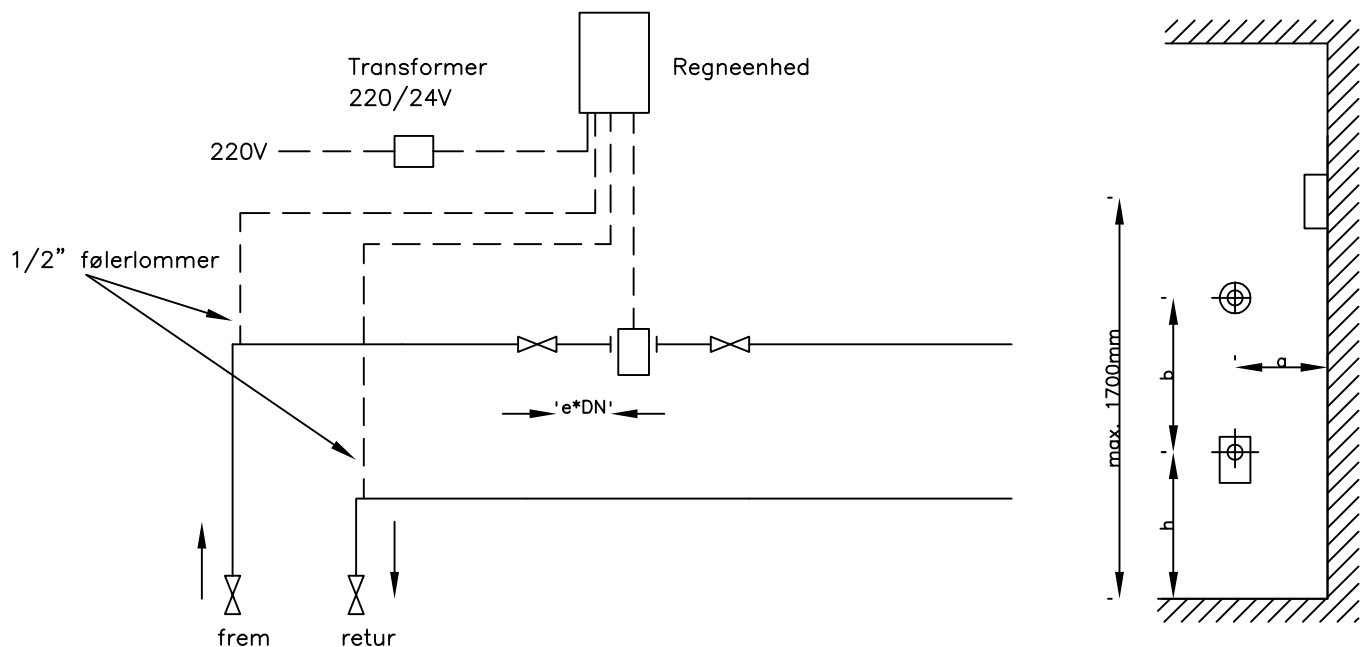 Transformer
220/24V
Regneenhed
220V
1/2” følerlommer
'e*DN'
frem
retur
max. 1700mm
a
b
h